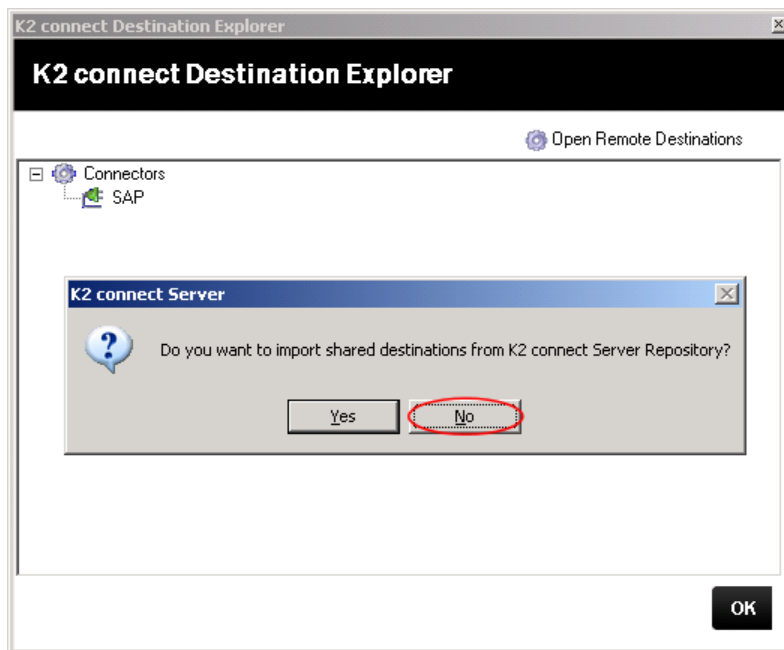 K2 connect Destination Explorer
K2 connect Destination Explorer
Open Remote Destinations
Connectors
SAP
K2 connect Server
Do you want to import shared destinations from K2 connect Server Repository?
Yes No
OK